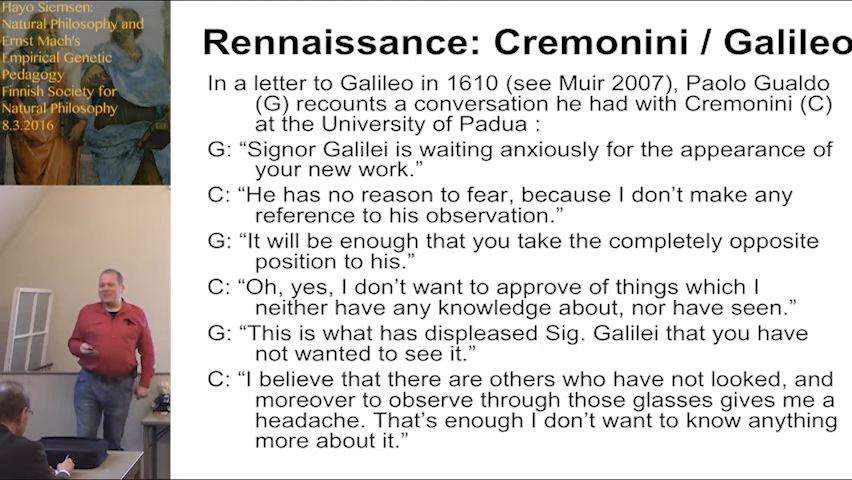 Hayo Siemsen:
Natural Philosophy and
Ernst Mach's
Empirical Genetic
Pedagogy
Finnish Society for
Natural Philosophy
8.3.2016
Rennaissance: Cremonini / Galileo
In a letter to Galileo in 1610 (see Muir 2007), Paolo Gualdo
(G) recounts a conversation he had with Cremonini (C)
at the University of Padua :
G: “Signor Galilei is waiting anxiously for the appearance of
your new work.”
C: “He has no reason to fear, because I don’t make any
reference to his observation.”
G: “It will be enough that you take the completely opposite
position to his.”
C: “Oh, yes, I don’t want to approve of things which I
neither have any knowledge about, nor have seen.”
G: “This is what has displeased Sig. Galilei that you have
not wanted to see it.”
C: “I believe that there are others who have not looked, and
moreover to observe through those glasses gives me a
headache. That’s enough I don’t want to know anything
more about it.”